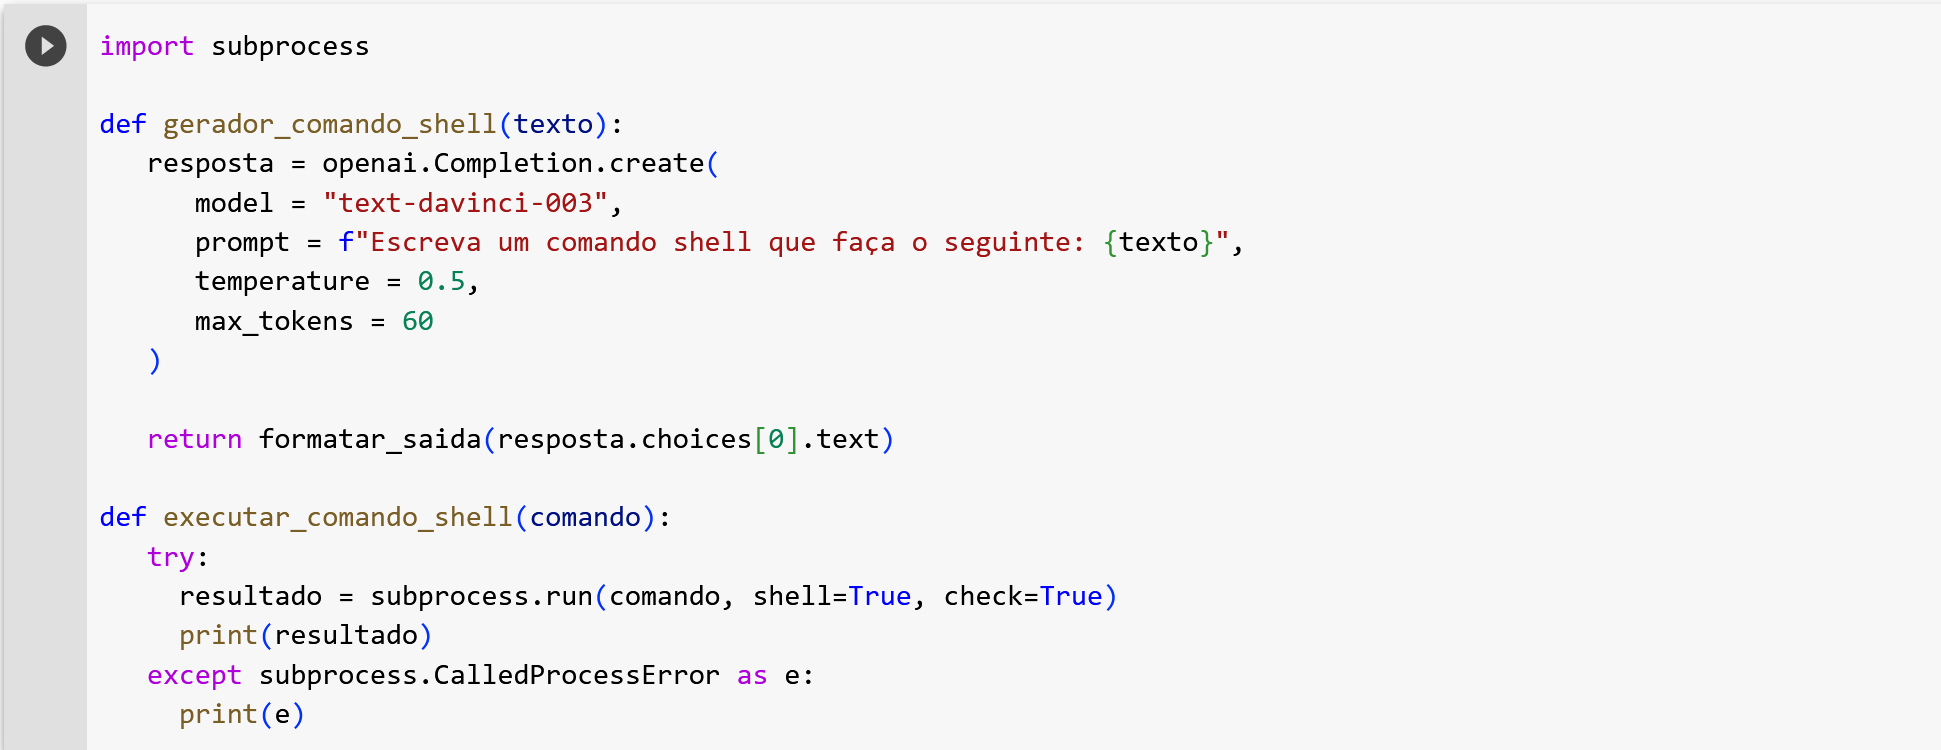 import subprocess
def gerador_comando_shell(texto):
resposta = openai.Completion.create(
model = "text-davinci-003",
prompt = f"Escreva um comando shell que faça o seguinte: {texto}",
temperature = 0.5,
max_tokens = 60
)
return formatar_saida(resposta.choices[0].text)
def executar_comando_shell(comando):
try:
resultado = subprocess.run(comando, shell=True, check=True)
print(resultado)
except subprocess.CalledProcessError as e:
print(e)